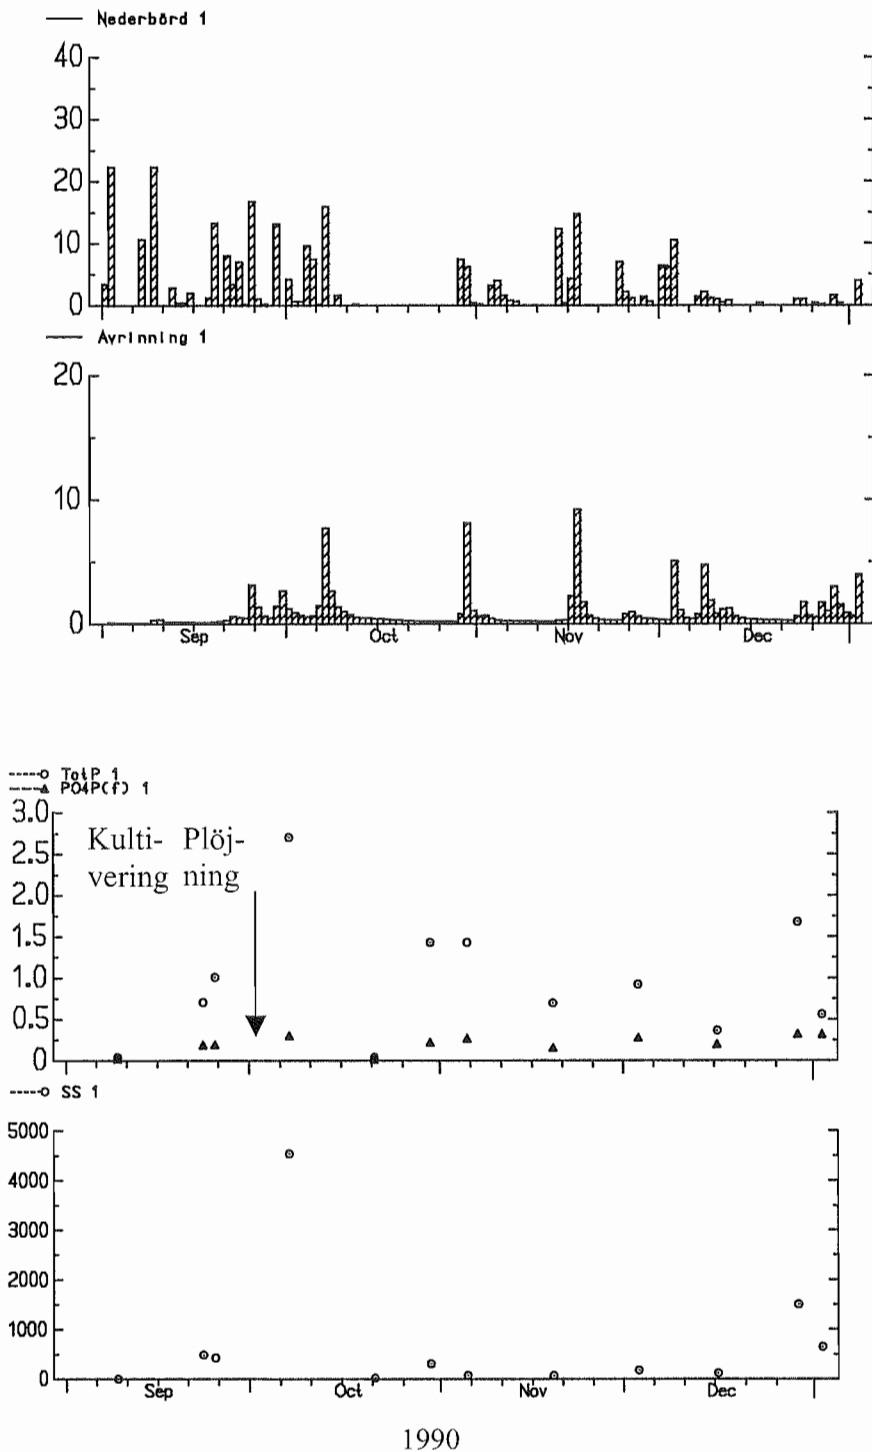 Nederbörd 1
40
30
20
10
0
Avrinning 1
20
10
0
Sep Oct Nov Dec
TotP 1
PO4P(f) 1
3.0
2.5
2.0
1.5
1.0
0.5
0
Kulti- Plöj-
vering ning
SS 1
5000
4000
3000
2000
1000
0
Sep Oct Nov Dec
1990